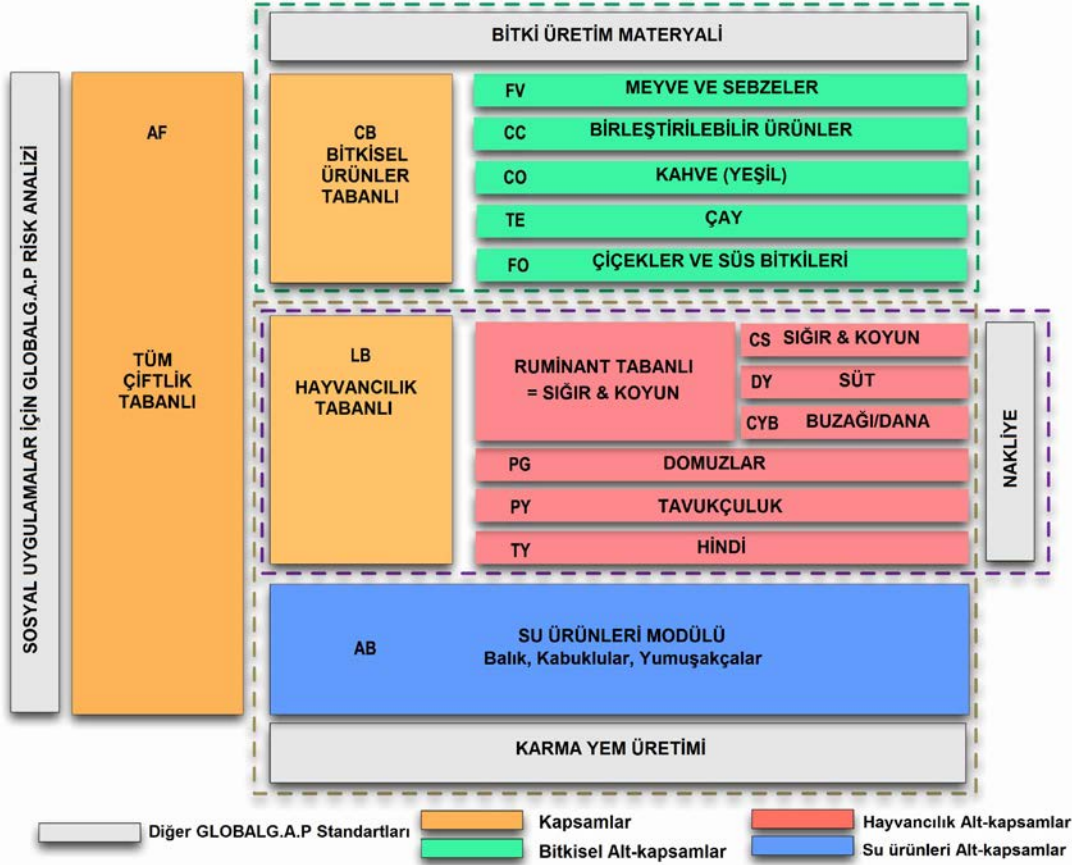 BİTKİ ÜRETİM MATERYALİ
SOSYAL UYGULAMALAR İÇİN GLOBALG.A.P RİSK ANALİZİ
AF
TÜM
ÇİFTLİK
TABANLI
CB
BİTKİSEL
ÜRÜNLER
TABANLI
FV MEYVE VE SEBZELER
CC BİRLEŞTİRİLEBİLİR ÜRÜNLER
CO KAHVE (YEŞİL)
TE ÇAY
FO ÇİÇEKLER VE SÜS BİTKİLERİ
LB
HAYVANCILIK
TABANLI
RUMİNANT TABANLI
= SIĞIR & KOYUN
CS SIĞIR & KOYUN
DY SÜT
CYB BUZAĞI/DANA
PG DOMUZLAR
PY TAVUKÇULUK
TY HİNDİ
NAKLİYE
AB
SU ÜRÜNLERİ MODÜLÜ
Balık, Kabuklular, Yumuşakçalar
KARMA YEM ÜRETİMİ
Diğer GLOBALG.A.P Standartları
Kapsamlar
Bitkisel Alt-kapsamlar
Hayvancılık Alt-kapsamlar
Su ürünleri Alt-kapsamlar